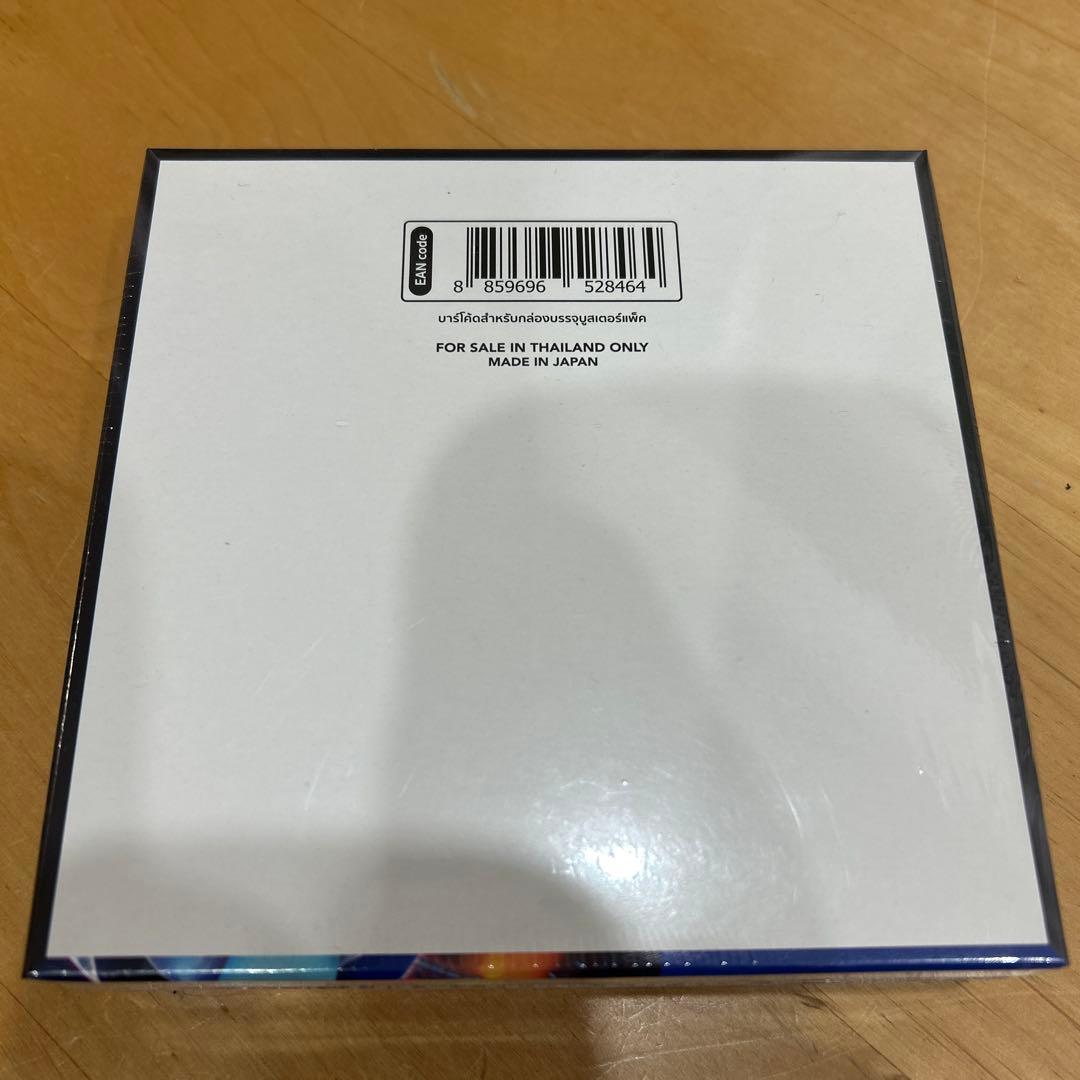 EAN code
8 859696 528464
บาร์โค้ดสำหรับกล่องบรรจุบูสเตอร์แพ็ค
FOR SALE IN THAILAND ONLY
MADE IN JAPAN